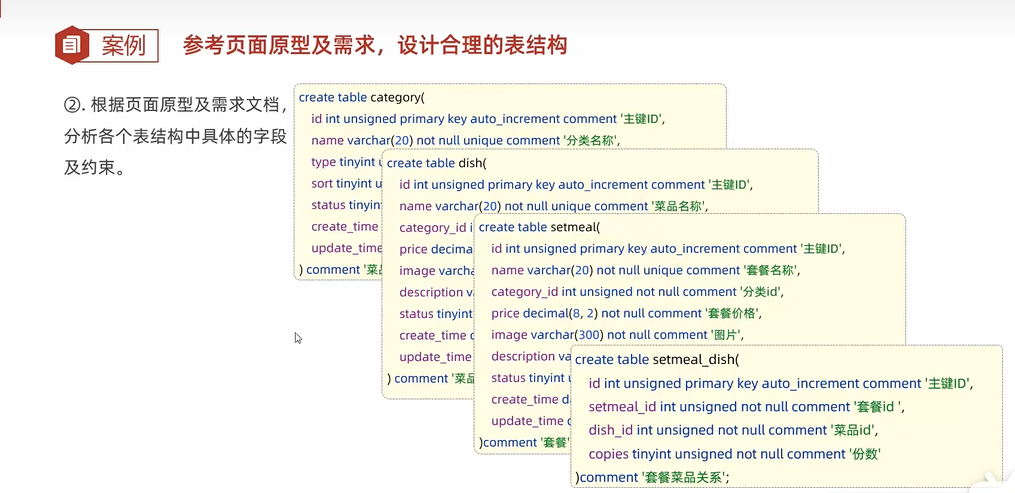 案例 参考页面原型及需求，设计合理的表结构
②. 根据页面原型及需求文档，
分析各个表结构中具体的字段
及约束。
create table category(
id int unsigned primary key auto_increment comment '主键ID',
name varchar(20) not null unique comment '分类名称',
type tinyint
sort tinyint
status tinyin
create_time
update_time
) comment '菜
create table dish(
id int unsigned primary key auto_increment comment '主键ID',
name varchar(20) not null unique comment '菜品名称',
category_id i
price decima
image varcha
description v
status tinyint
create_time
update_time
) comment '菜品
create table setmeal(
id int unsigned primary key auto_increment comment '主键ID',
name varchar(20) not null unique comment '套餐名称',
category_id int unsigned not null comment '分类id',
price decimal(8, 2) not null comment '套餐价格',
image varchar(300) not null comment '图片',
description va
status tinyint
create_time d
update_time
)comment '套餐'
create table setmeal_dish(
id int unsigned primary key auto_increment comment '主键ID',
setmeal_id int unsigned not null comment '套餐id ',
dish_id int unsigned not null comment '菜品id',
copies tinyint unsigned not null comment '份数'
)comment '套餐菜品关系';